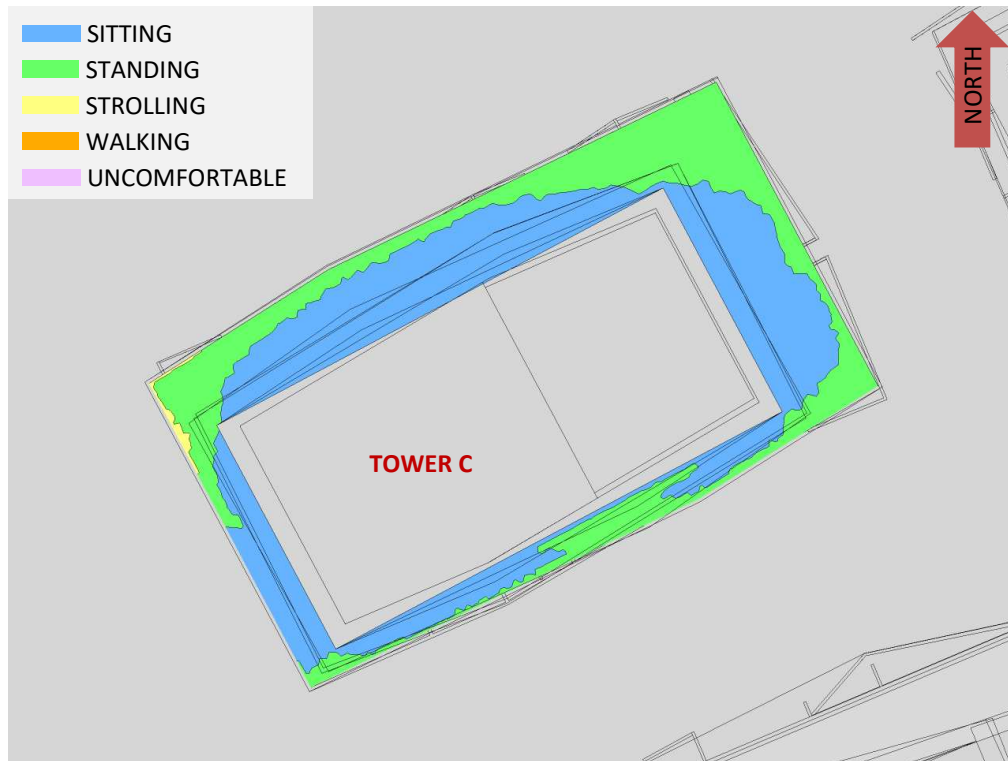 SITTING
STANDING
STROLLING
WALKING
UNCOMFORTABLE
NORTH
TOWER C